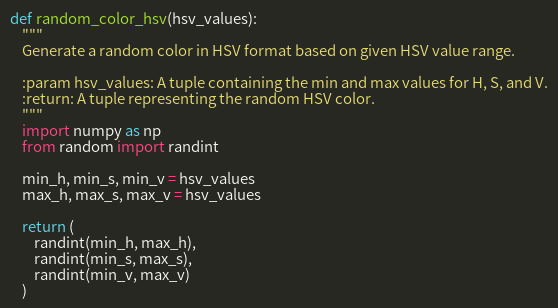 def random_color_hsv(hsv_values):
"""
Generate a random color in HSV format based on given HSV value range.
:param hsv_values: A tuple containing the min and max values for H, S, and V.
:return: A tuple representing the random HSV color.
"""
import numpy as np
from random import randint
min_h, min_s, min_v = hsv_values
max_h, max_s, max_v = hsv_values
return (
randint(min_h, max_h),
randint(min_s, max_s),
randint(min_v, max_v)
)